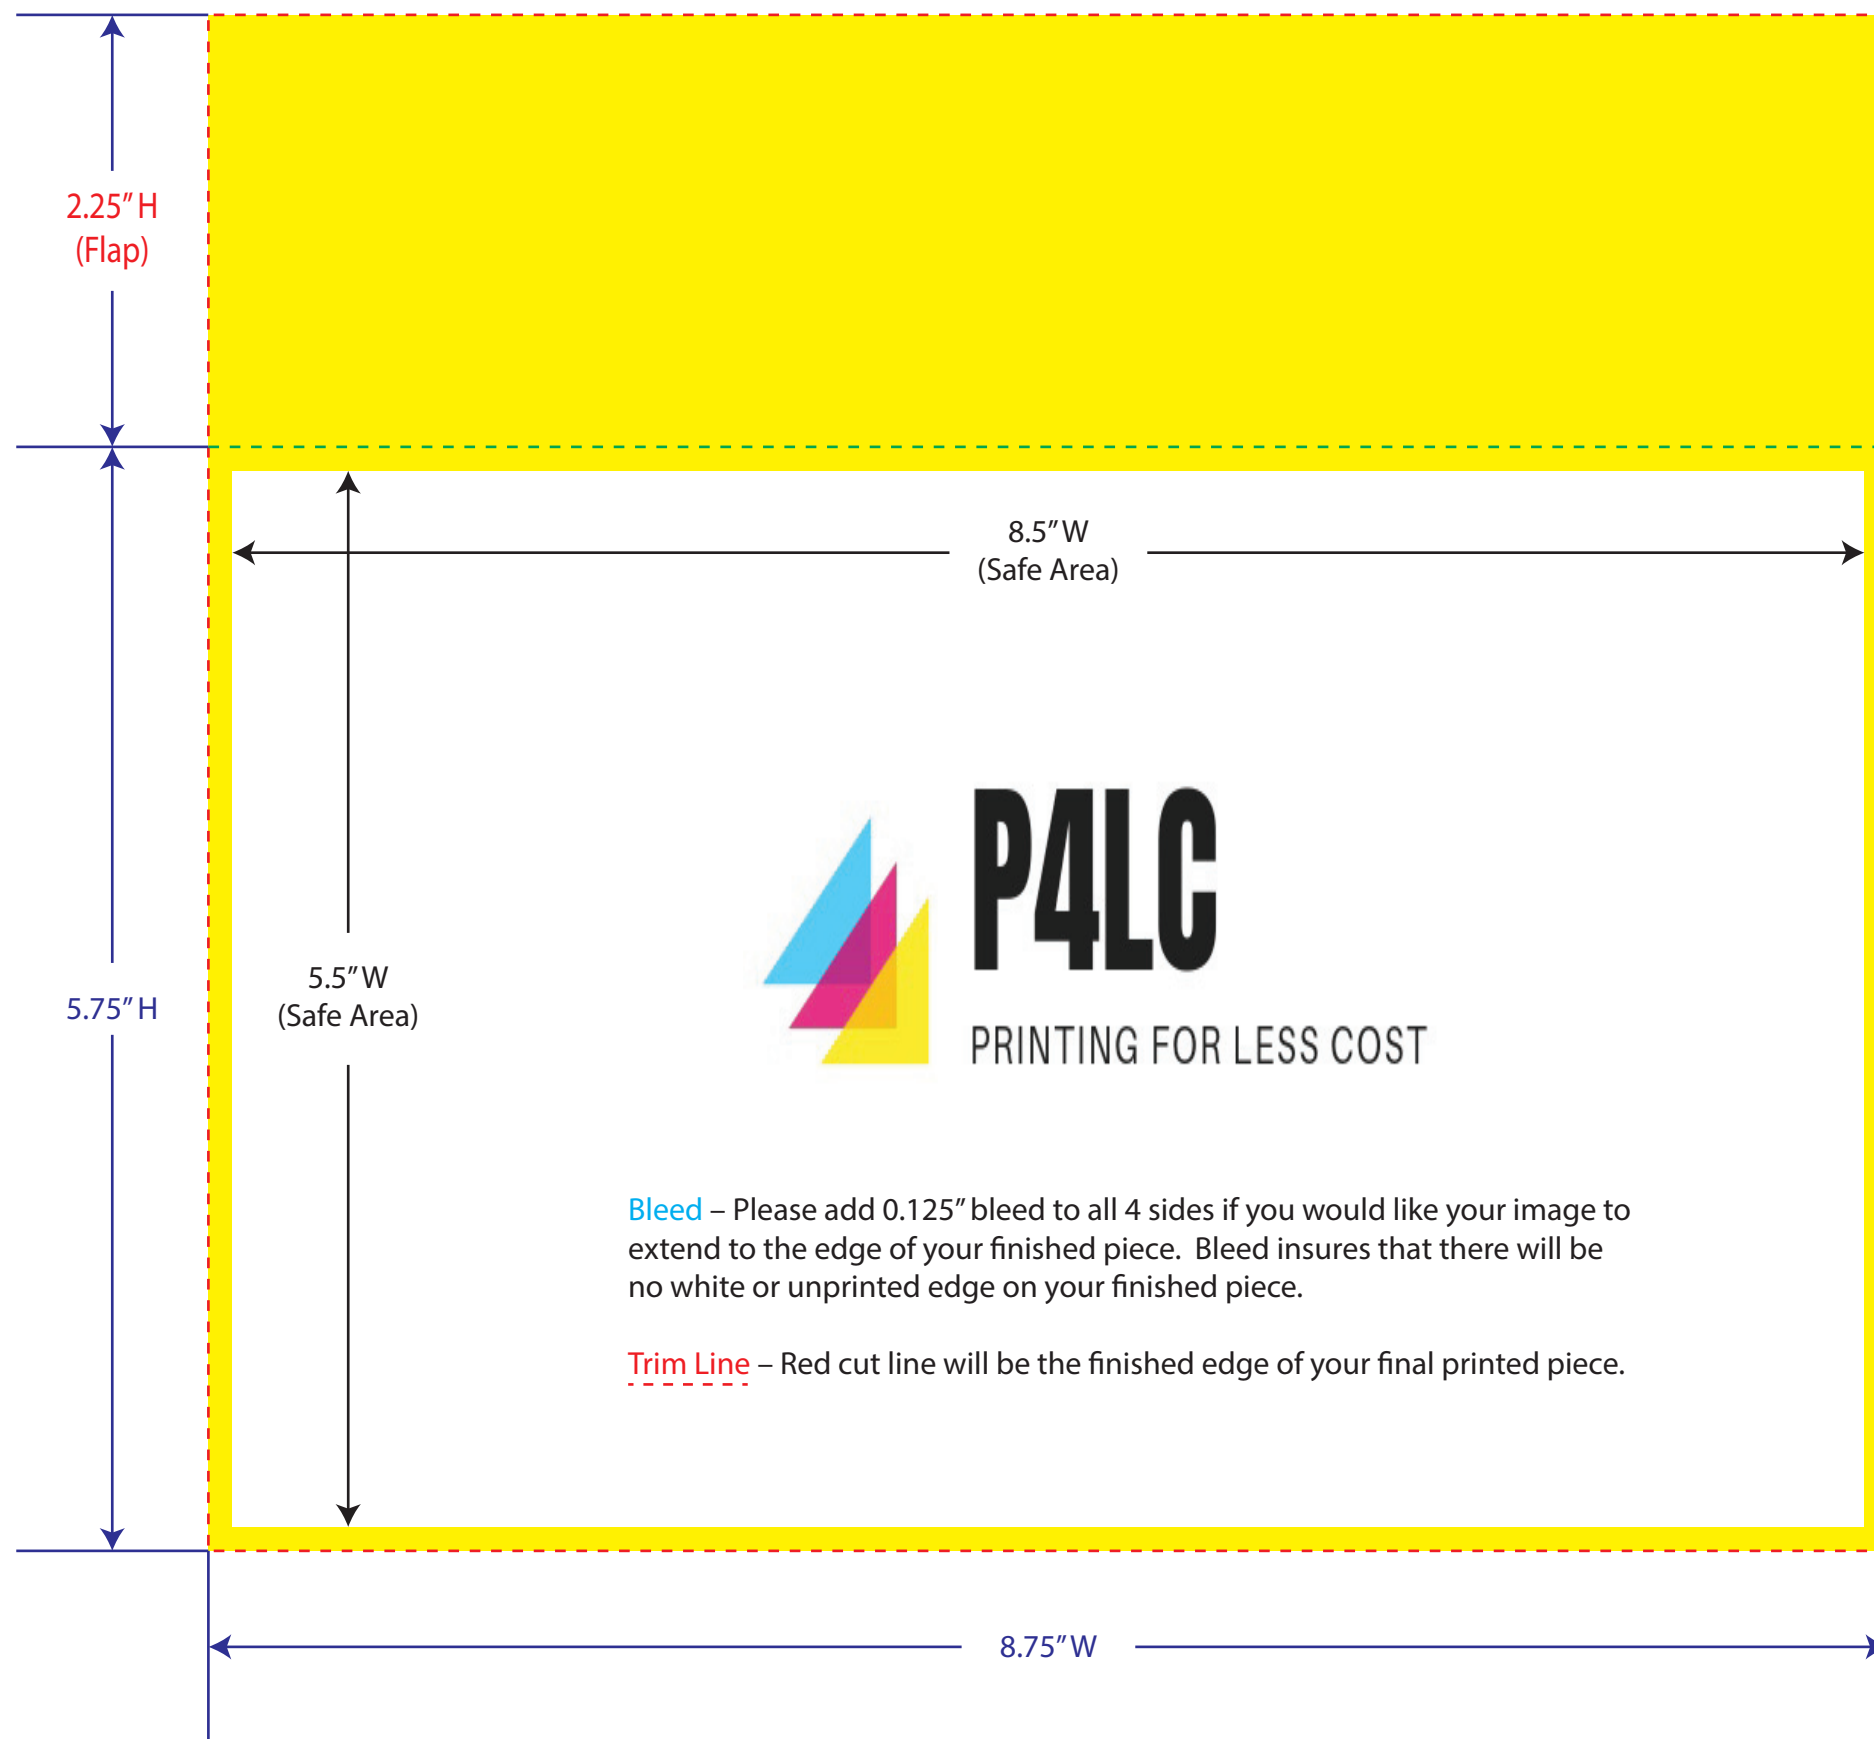 2.25" H
(Flap)
8.5" W
(Safe Area)
P4LC
5.5" W
(Safe Area)
5.75" H
PRINTING FOR LESS COST
Bleed – Please add 0.125" bleed to all 4 sides if you would like your image to
extend to the edge of your finished piece.  Bleed insures that there will be
no white or unprinted edge on your finished piece.
Trim Line – Red cut line will be the finished edge of your final printed piece.
8.75" W